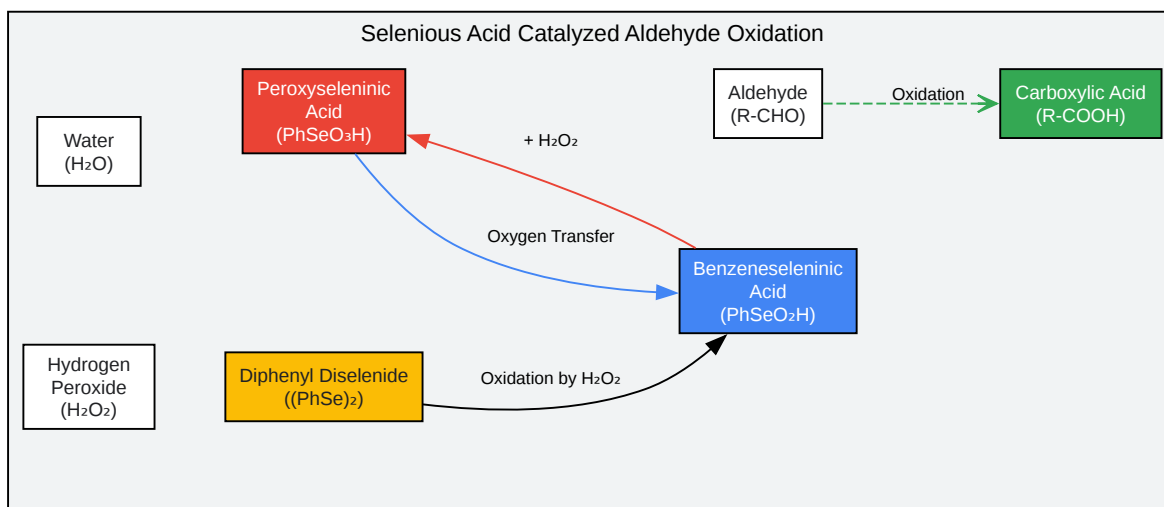 Selenious Acid Catalyzed Aldehyde Oxidation
Peroxyseleninic
Acid
(PhSeO₃H)
Aldehyde
(R-CHO)
Oxidation
Carboxylic Acid
(R-COOH)
Water
(H₂O)
+ H₂O₂
Oxygen Transfer
Benzeneseleninic
Acid
(PhSeO₂H)
Hydrogen
Peroxide
(H₂O₂)
Diphenyl Diselenide
((PhSe)₂)
Oxidation by H₂O₂